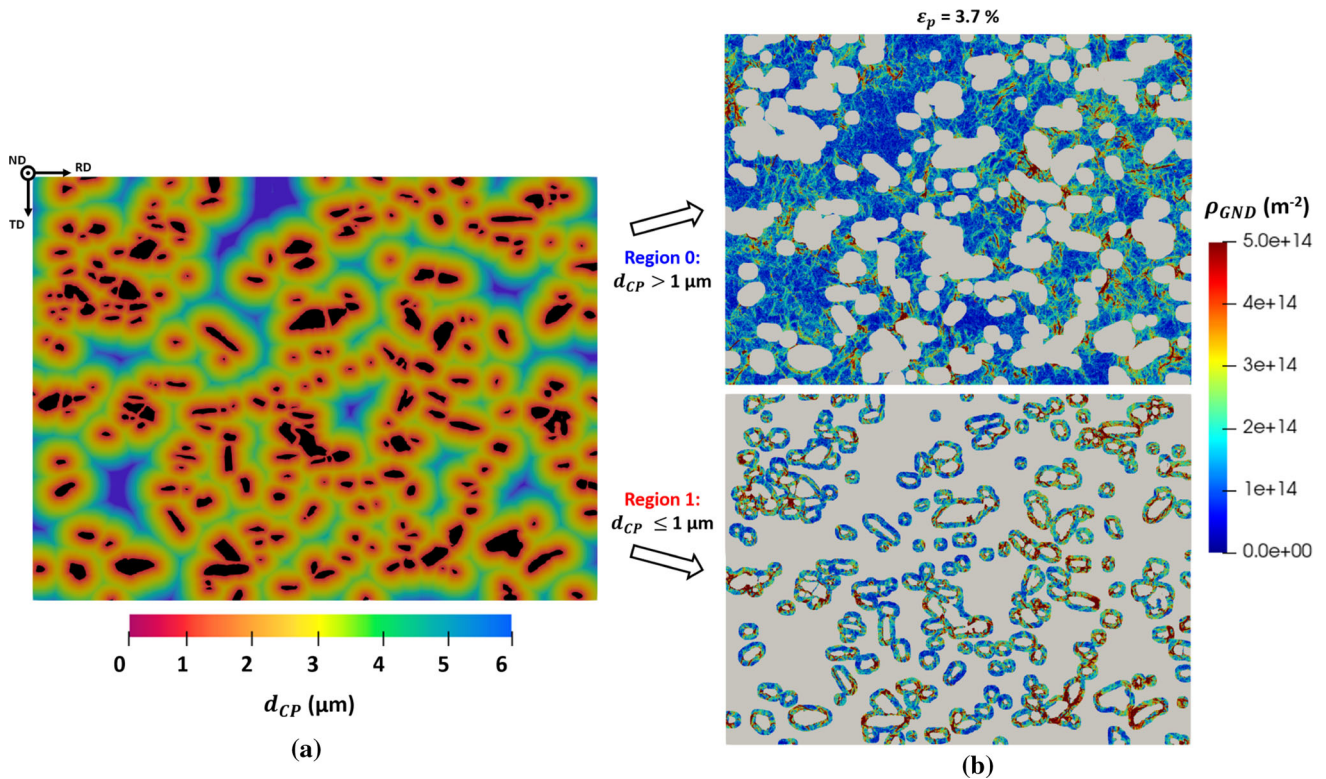 ε_p = 3.7 %
ND
RD
TD
Region 0:
d_CP > 1 μm
Region 1:
d_CP ≤ 1 μm
ρ_GND (m⁻²)
5.0e+14
4e+14
3e+14
2e+14
1e+14
0.0e+00
0 1 2 3 4 5 6
d_CP (μm)
(a)
(b)